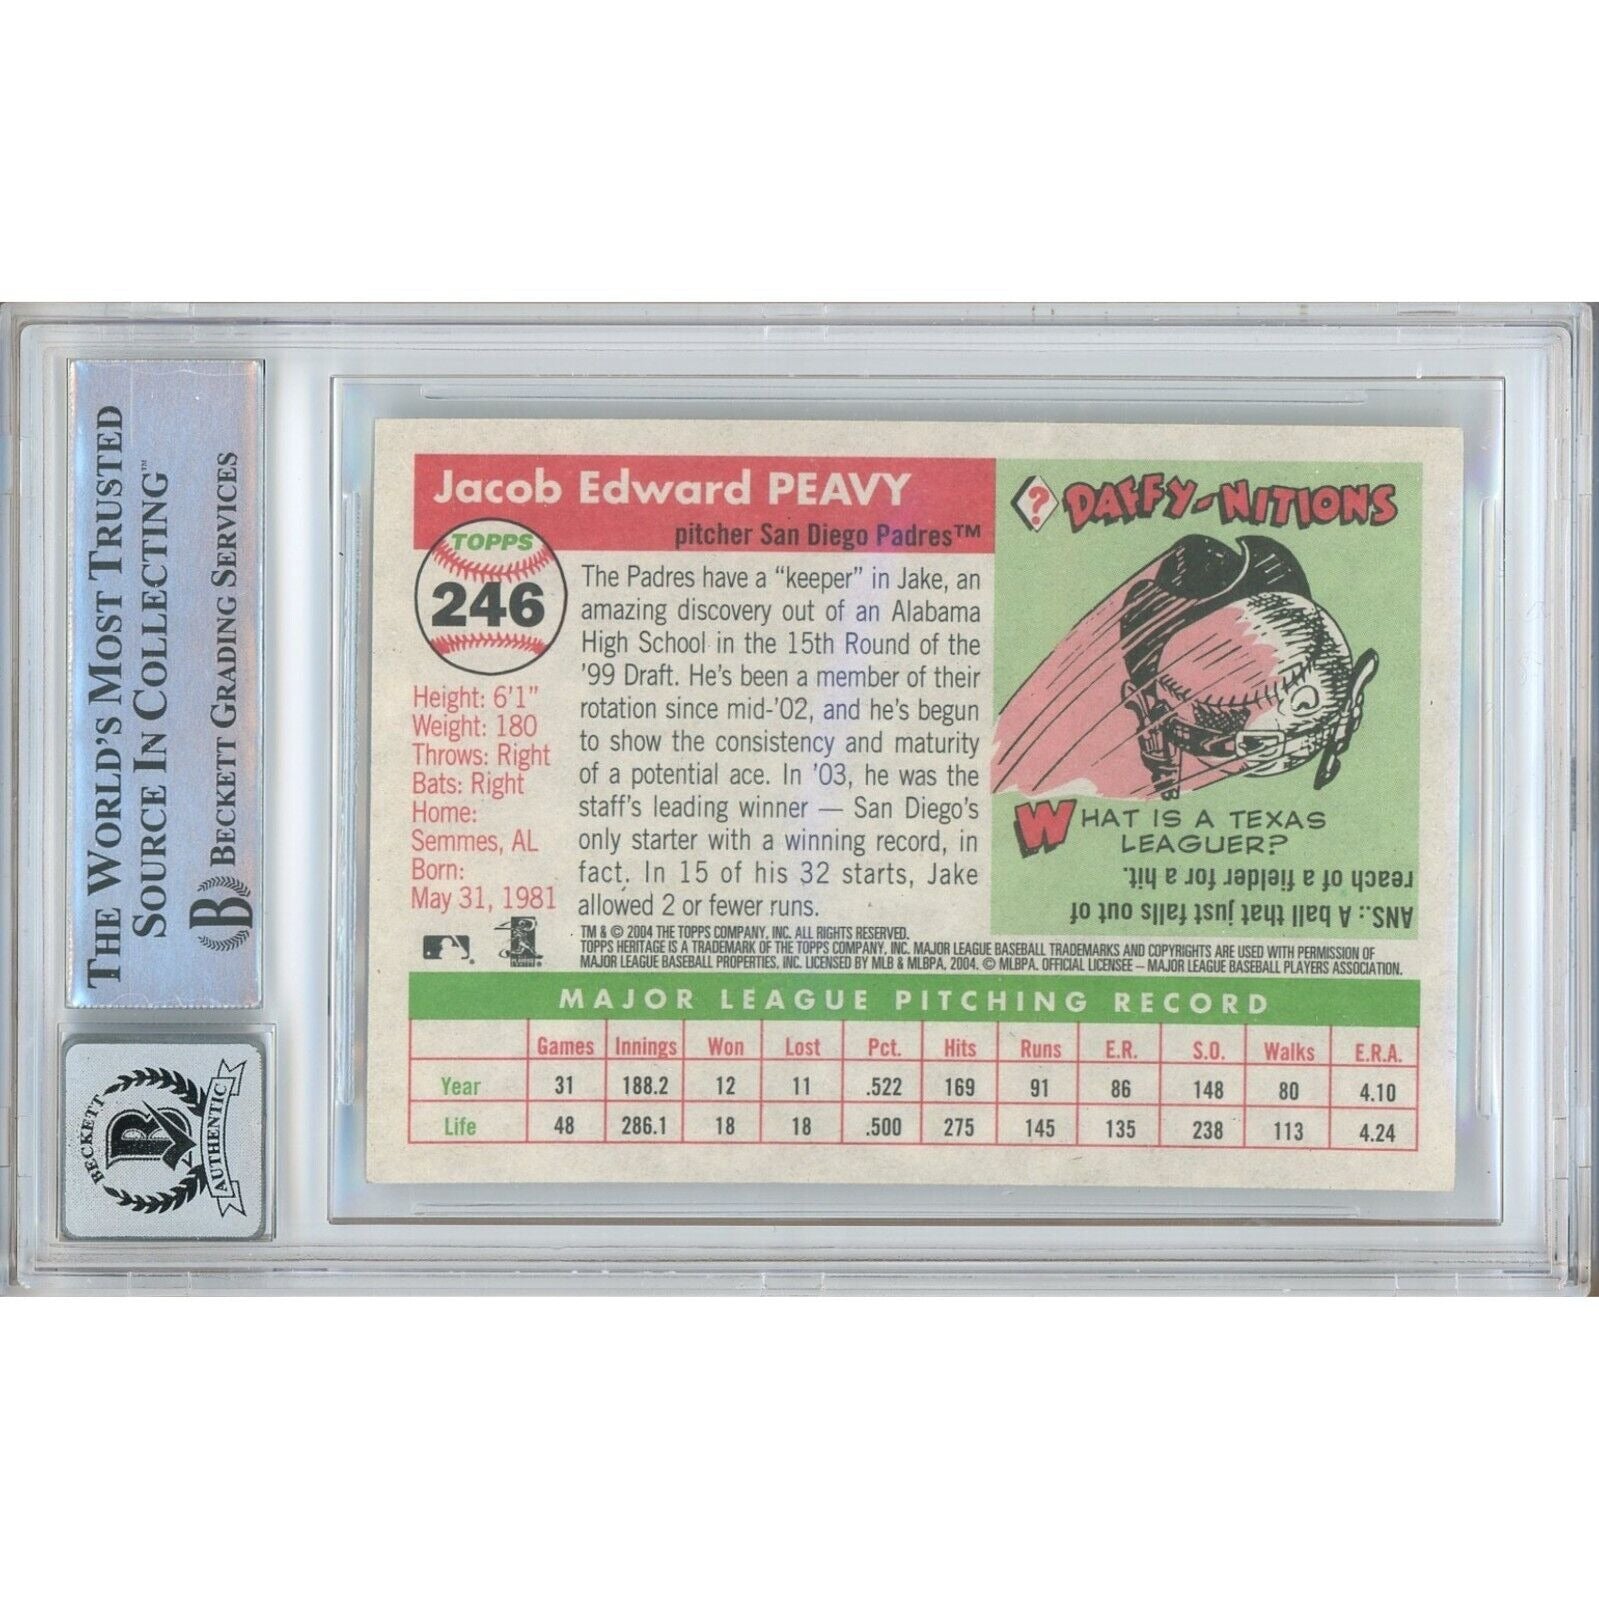 THE WORLD'S MOST TRUSTED
SOURCE IN COLLECTING™
BECKETT GRADING SERVICES
B
BECKETT
B
AUTHENTIC
Jacob Edward PEAVY
pitcher San Diego Padres™
TOPPS
246
Height: 6'1"
Weight: 180
Throws: Right
Bats: Right
Home:
Semmes, AL
Born:
May 31, 1981
The Padres have a "keeper" in Jake, an
amazing discovery out of an Alabama
High School in the 15th Round of the
'99 Draft. He's been a member of their
rotation since mid-'02, and he's begun
to show the consistency and maturity
of a potential ace. In '03, he was the
staff's leading winner — San Diego's
only starter with a winning record, in
fact. In 15 of his 32 starts, Jake
allowed 2 or fewer runs.
? DAFFY-NITIONS
WHAT IS A TEXAS
LEAGUER?
ANS.: A ball that just falls out of
reach of a fielder for a hit.
TM & © 2004 THE TOPPS COMPANY, INC. ALL RIGHTS RESERVED.
TOPPS HERITAGE IS A TRADEMARK OF THE TOPPS COMPANY, INC. MAJOR LEAGUE BASEBALL TRADEMARKS AND COPYRIGHTS ARE USED WITH PERMISSION OF
MAJOR LEAGUE BASEBALL PROPERTIES, INC. LICENSED BY MLB & MLBPA, 2004. © MLBPA. OFFICIAL LICENSEE – MAJOR LEAGUE BASEBALL PLAYERS ASSOCIATION.
MAJOR LEAGUE PITCHING RECORD
Games Innings Won Lost Pct. Hits Runs E.R. S.O. Walks E.R.A.
Year 31 188.2 12 11 .522 169 91 86 148 80 4.10
Life 48 286.1 18 18 .500 275 145 135 238 113 4.24